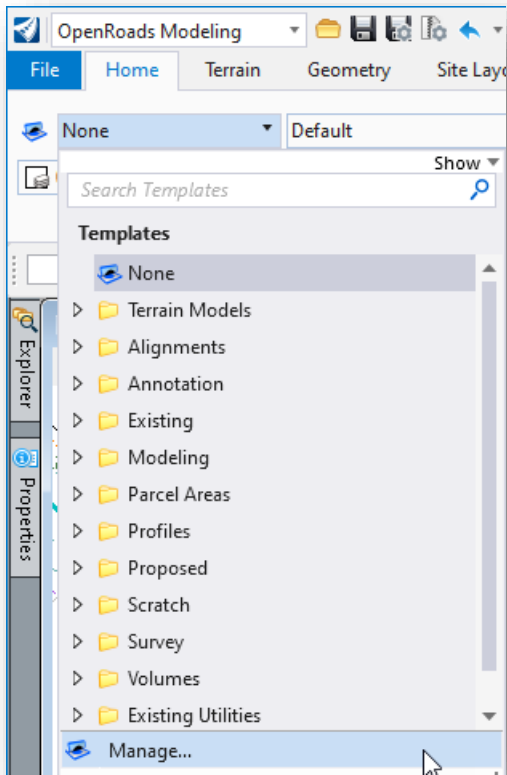 OpenRoads Modeling
File Home Terrain Geometry Site Layo
None Default
Show
Search Templates
Templates
None
Terrain Models
Alignments
Annotation
Existing
Modeling
Parcel Areas
Profiles
Proposed
Scratch
Survey
Volumes
Existing Utilities
Manage...
Explorer
Properties